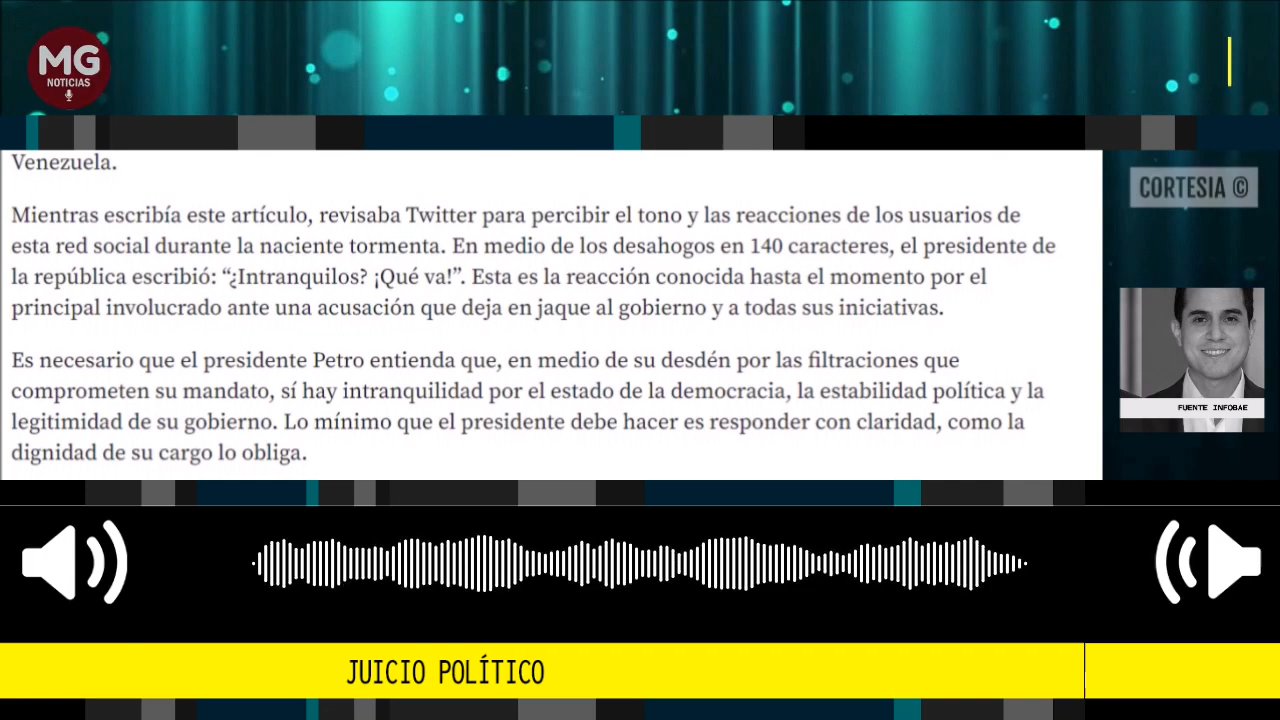 MG
NOTICIAS
Venezuela.
Mientras escribía este artículo, revisaba Twitter para percibir el tono y las reacciones de los usuarios de
esta red social durante la naciente tormenta. En medio de los desahogos en 140 caracteres, el presidente de
la república escribió: “¿Intranquilos? ¡Qué va!”. Esta es la reacción conocida hasta el momento por el
principal involucrado ante una acusación que deja en jaque al gobierno y a todas sus iniciativas.
Es necesario que el presidente Petro entienda que, en medio de su desdén por las filtraciones que
comprometen su mandato, sí hay intranquilidad por el estado de la democracia, la estabilidad política y la
legitimidad de su gobierno. Lo mínimo que el presidente debe hacer es responder con claridad, como la
dignidad de su cargo lo obliga.
CORTESIA ©
FUENTE INFOBAE
JUICIO POLÍTICO